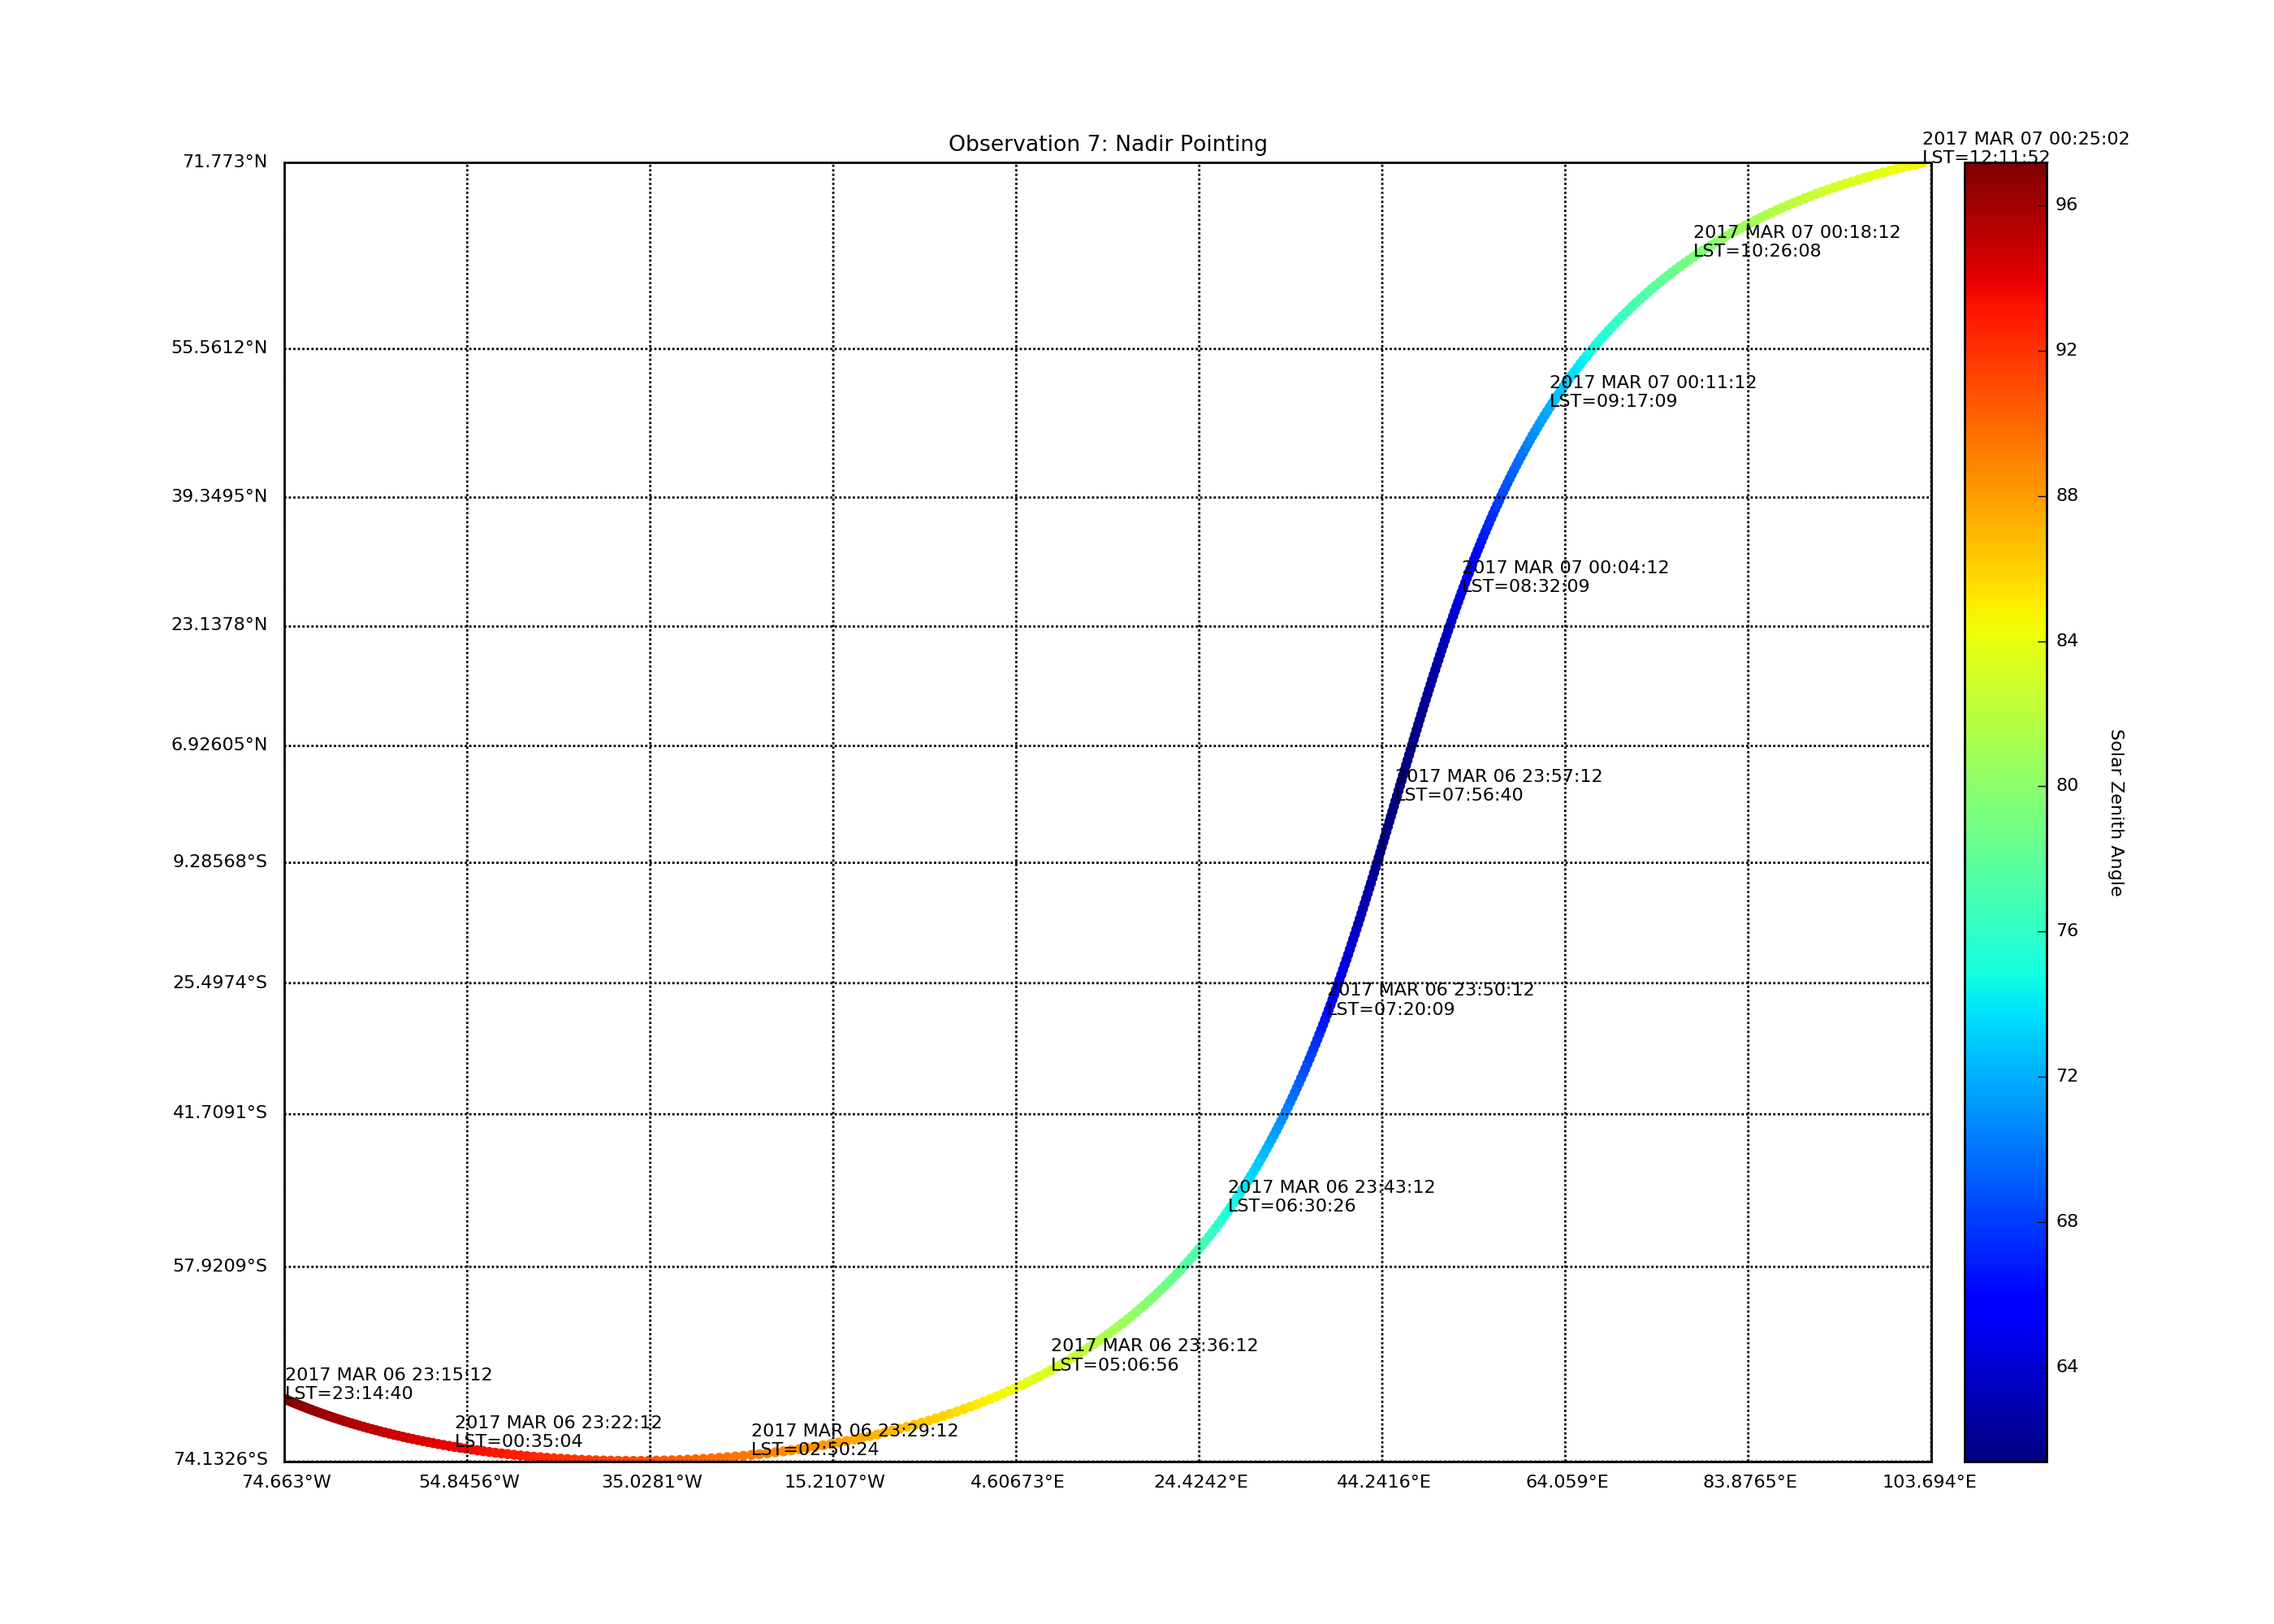 Observation 7: Nadir Pointing
2017 MAR 07 00:25:02
LST=12:11:52
71.773°N
55.5612°N
39.3495°N
23.1378°N
6.92605°N
9.28568°S
25.4974°S
41.7091°S
57.9209°S
74.1326°S
2017 MAR 07 00:18:12
LST=10:26:08
2017 MAR 07 00:11:12
LST=09:17:09
2017 MAR 07 00:04:12
LST=08:32:09
2017 MAR 06 23:57:12
LST=07:56:40
2017 MAR 06 23:50:12
LST=07:20:09
2017 MAR 06 23:43:12
LST=06:30:26
2017 MAR 06 23:36:12
LST=05:06:56
2017 MAR 06 23:15:12
LST=23:14:40
2017 MAR 06 23:22:12
LST=00:35:04
2017 MAR 06 23:29:12
LST=02:50:24
74.663°W
54.8456°W
35.0281°W
15.2107°W
4.60673°E
24.4242°E
44.2416°E
64.059°E
83.8765°E
103.694°E
96
92
88
84
80
76
72
68
64
Solar Zenith Angle